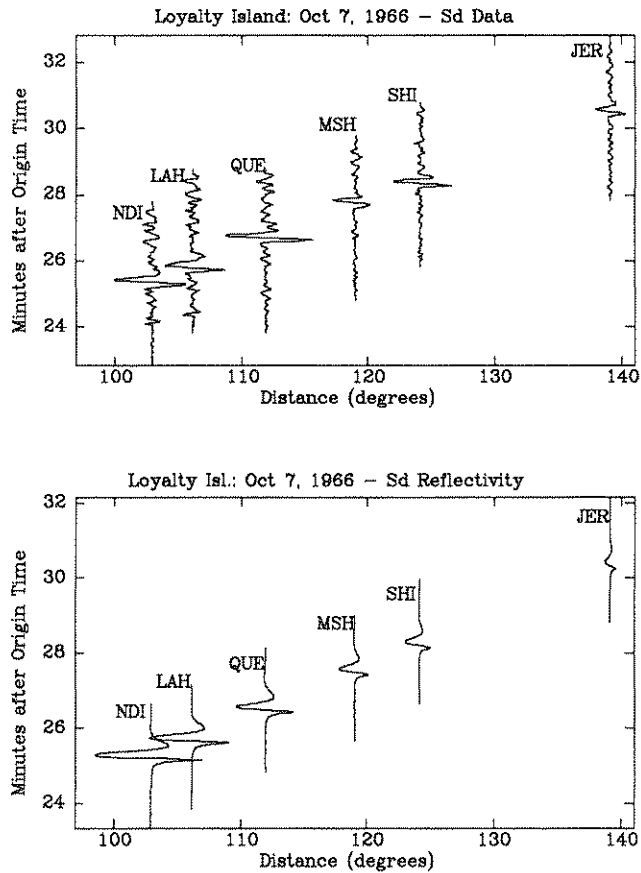 Loyalty Island: Oct 7, 1966 – Sd Data
Minutes after Origin Time
32
30
28
26
24
NDI
LAH
QUE
MSH
SHI
JER
100 110 120 130 140
Distance (degrees)
Loyalty Isl.: Oct 7, 1966 – Sd Reflectivity
Minutes after Origin Time
32
30
28
26
24
NDI
LAH
QUE
MSH
SHI
JER
100 110 120 130 140
Distance (degrees)